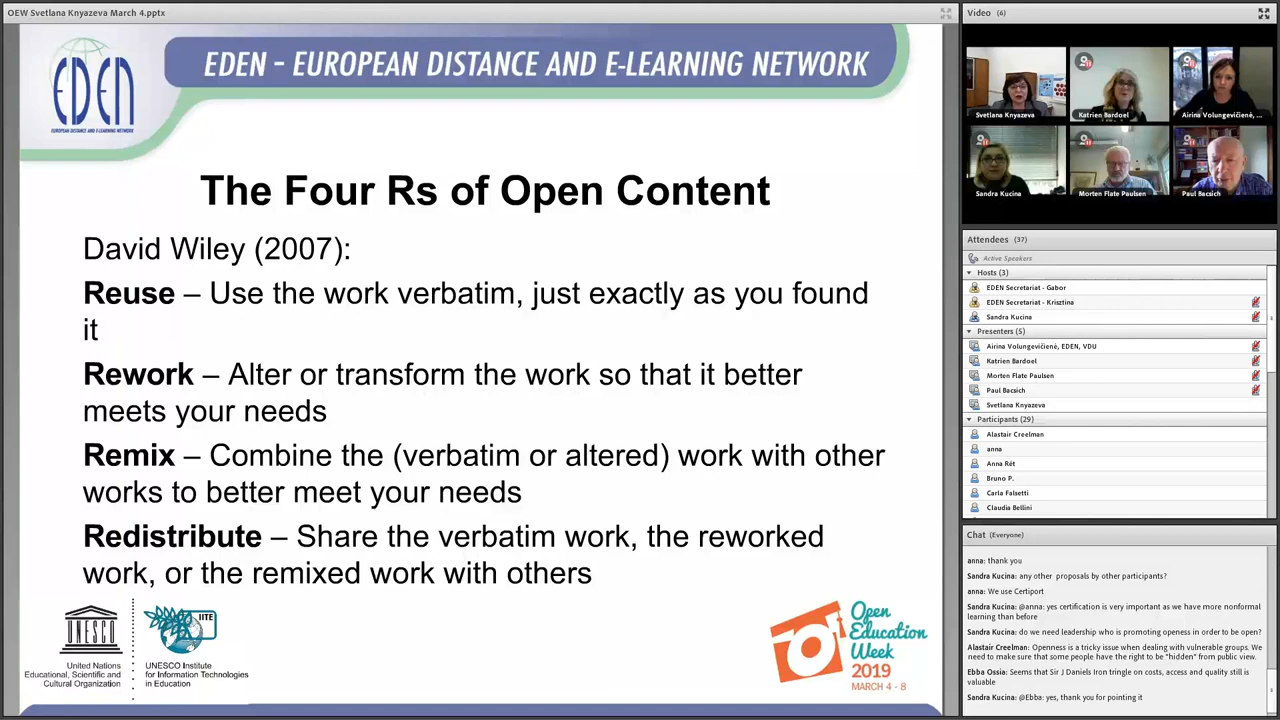 OEW Svetlana Knyazeva March 4.pptx
EDEN
EUROPEAN DISTANCE AND E-LEARNING NETWORK
EDEN – EUROPEAN DISTANCE AND E-LEARNING NETWORK
The Four Rs of Open Content
David Wiley (2007):
Reuse – Use the work verbatim, just exactly as you found
it
Rework – Alter or transform the work so that it better
meets your needs
Remix – Combine the (verbatim or altered) work with other
works to better meet your needs
Redistribute – Share the verbatim work, the reworked
work, or the remixed work with others
UNESCO
United Nations
Educational, Scientific and
Cultural Organization
IITE
UNESCO Institute
for Information Technologies
in Education
Open
Education
Week
2019
MARCH 4 - 8
Video (6)
Svetlana Knyazeva
Katrien Bardoel
Airina Volungevičienė, ...
Sandra Kucina
Morten Flate Paulsen
Paul Bacsich
Attendees (37)
Active Speakers
Hosts (3)
EDEN Secretariat - Gabor
EDEN Secretariat - Krisztina
Sandra Kucina
Presenters (5)
Airina Volungevičienė, EDEN, VDU
Katrien Bardoel
Morten Flate Paulsen
Paul Bacsich
Svetlana Knyazeva
Participants (29)
Alastair Creelman
anna
Anna Rét
Bruno P.
Carla Falsetti
Claudia Bellini
Chat (Everyone)
anna: thank you
Sandra Kucina: any other proposals by other participants?
anna: We use Certiport
Sandra Kucina: @anna: yes certification is very important as we have more nonformal
learning than before
Sandra Kucina: do we need leadership who is promoting openess in order to be open?
Alastair Creelman: Openness is a tricky issue when dealing with vulnerable groups. We
need to make sure that some people have the right to be "hidden" from public view.
Ebba Ossia: Seems that Sir J Daniels Iron tringle on costs, access and quality still is
valuable
Sandra Kucina: @Ebba: yes, thank you for pointing it